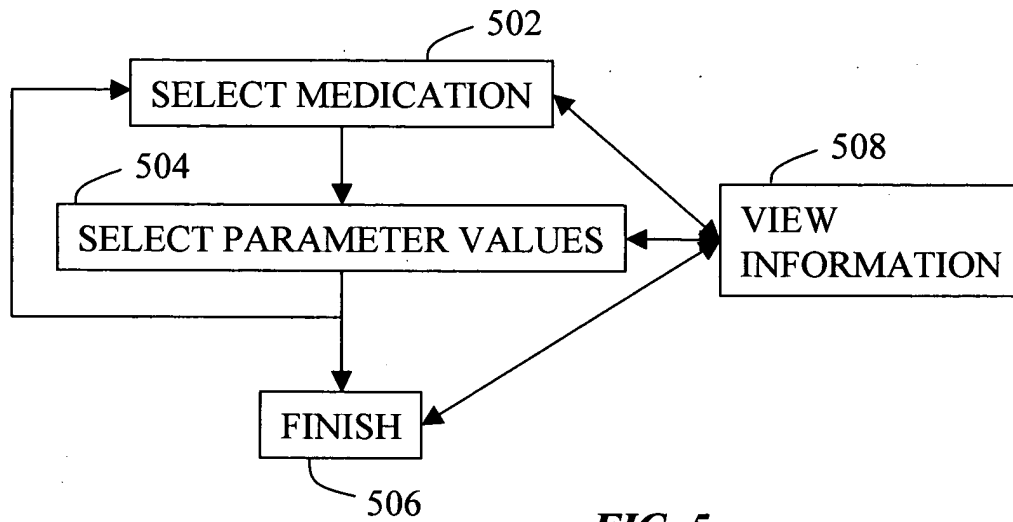 502
SELECT MEDICATION
504
508
SELECT PARAMETER VALUES
VIEW
INFORMATION
FINISH
506
FIG. 5